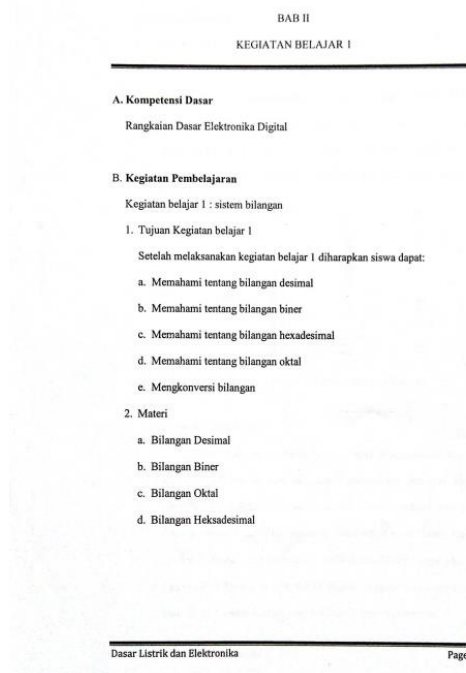 BAB II
KEGIATAN BELAJAR 1
A. Kompetensi Dasar
Rangkaian Dasar Elektronika Digital
B. Kegiatan Pembelajaran
Kegiatan belajar 1 : sistem bilangan
1. Tujuan Kegiatan belajar 1
Setelah melaksanakan kegiatan belajar 1 diharapkan siswa dapat:
a. Memahami tentang bilangan desimal
b. Memahami tentang bilangan biner
c. Memahami tentang bilangan hexadesimal
d. Memahami tentang bilangan oktal
e. Mengkonversi bilangan
2. Materi
a. Bilangan Desimal
b. Bilangan Biner
c. Bilangan Oktal
d. Bilangan Heksadesimal
Dasar Listrik dan Elektronika Page